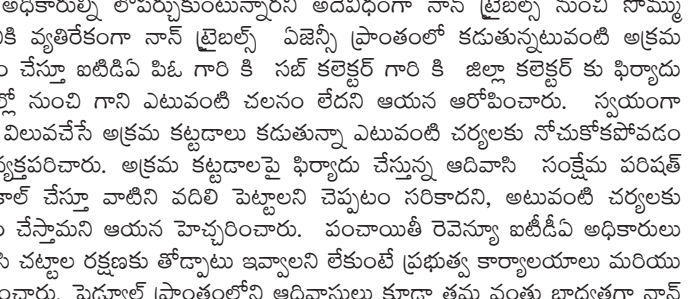 అధికారుల్ని లోపర్చుకుంటున్నారని అదేవిధంగా నాన్ ట్రైబల్స్ నుంచి సొమ్ము
వ్యతిరేకంగా నాన్ ట్రైబల్స్ ఏజెన్సీ ప్రాంతంలో కడుతున్నటువంటి అక్రమ
చేస్తూ ఐటిడిఏ పిఓ గారి కి సబ్ కలెక్టర్ గారి కి జిల్లా కలెక్టర్ కు ఫిర్యాదు
నుంచి గాని ఎటువంటి చలనం లేదని ఆయన ఆరోపించారు. స్వయంగా
విలువచేసే అక్రమ కట్టడాలు కడుతున్నా ఎటువంటి చర్యలకు నోచుకోకపోవడం
వ్యక్తపరిచారు. అక్రమ కట్టడాలపై ఫిర్యాదు చేస్తున్న ఆదివాసి సంక్షేమ పరిషత్
చేస్తూ వాటిని వదిలి పెట్టాలని చెప్పటం సరికాదని, అటువంటి చర్యలకు
చేస్తామని ఆయన హెచ్చరించారు. పంచాయితీ రెవెన్యూ ఐటీడీఏ అధికారులు
చట్టాల రక్షణకు తోడ్పాటు ఇవ్వాలని లేకుంటే ప్రభుత్వ కార్యాలయాలు మరియు
షెడ్యూల్ ప్రాంతంలోని ఆదివాసులు కూడా తమ వంతు బాధ్యతగా నాన్